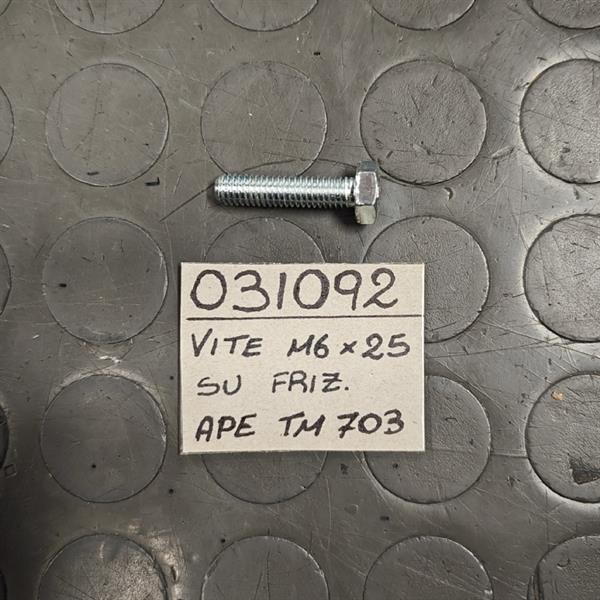 031092
VITE M6×25
SU FRIZ.
APE TM 703